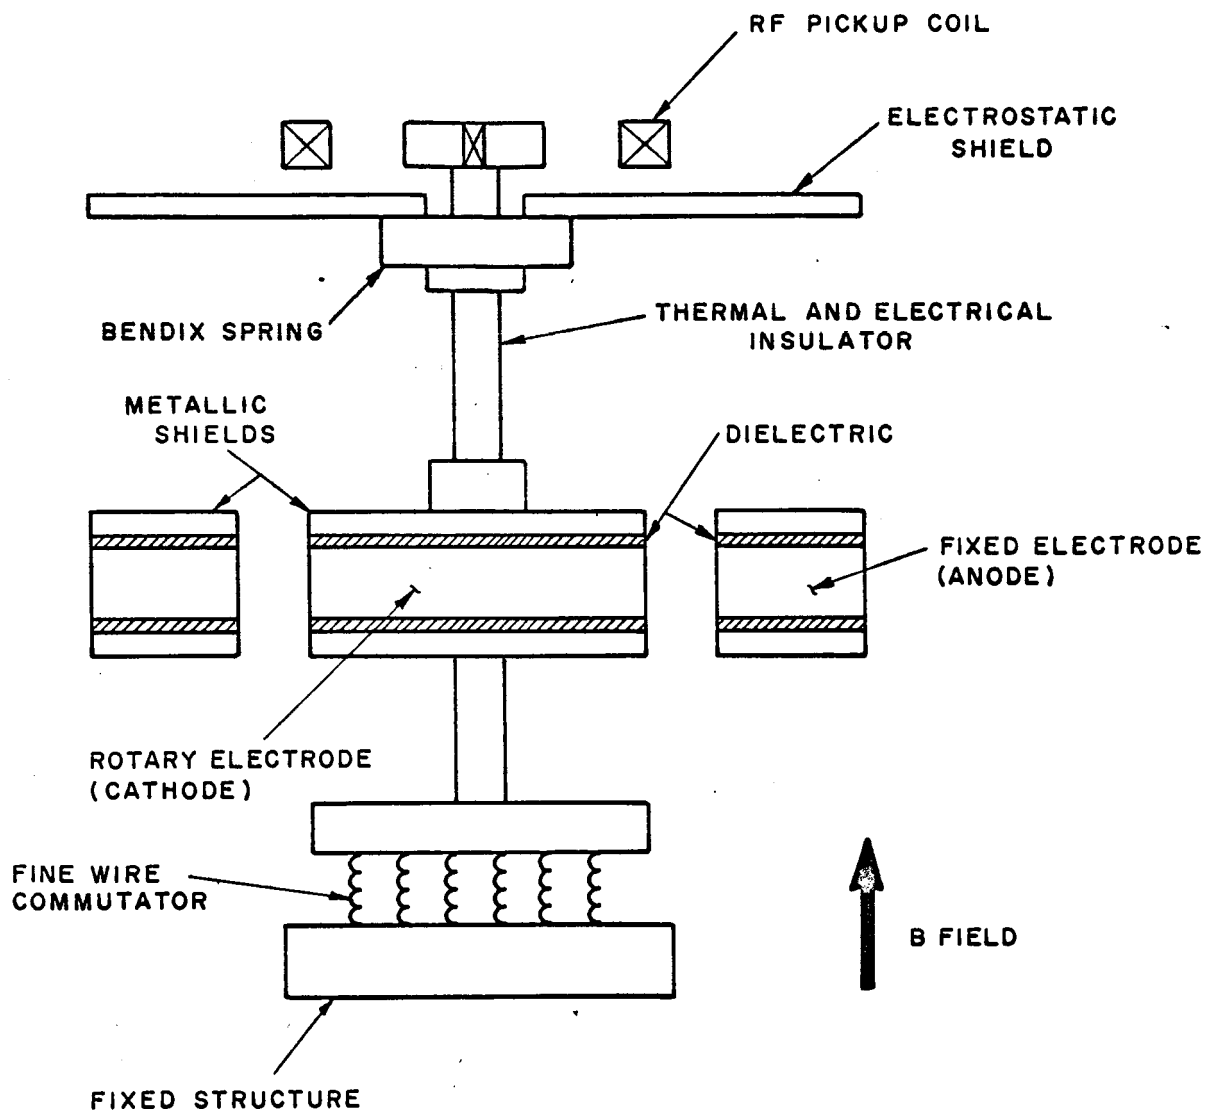 RF PICKUP COIL
ELECTROSTATIC
SHIELD
BENDIX SPRING
THERMAL AND ELECTRICAL
INSULATOR
METALLIC
SHIELDS
DIELECTRIC
FIXED ELECTRODE
(ANODE)
ROTARY ELECTRODE
(CATHODE)
FINE WIRE
COMMUTATOR
B FIELD
FIXED STRUCTURE